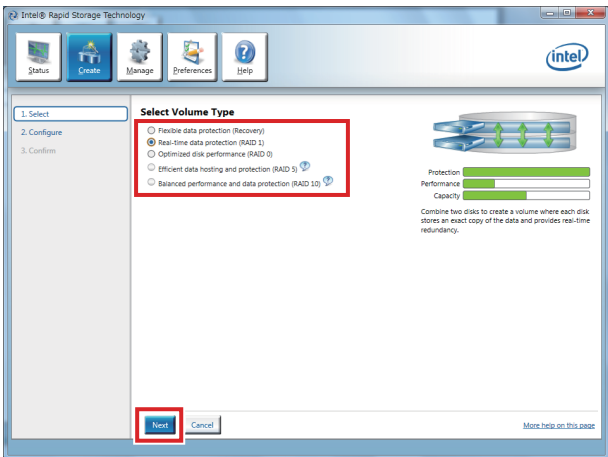 Intel® Rapid Storage Technology
Status
Create
Manage
Preferences
Help
intel
1. Select
2. Configure
3. Confirm
Select Volume Type
Flexible data protection (Recovery)
Real-time data protection (RAID 1)
Optimized disk performance (RAID 0)
Efficient data hosting and protection (RAID 5)
Balanced performance and data protection (RAID 10)
Protection
Performance
Capacity
Combine two disks to create a volume where each disk
stores an exact copy of the data and provides real-time
redundancy.
Next
Cancel
More help on this page